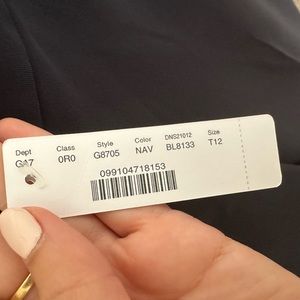 Dept Class Style Color DNS21012 Size
GA7 0R0 G8705 NAV BL8133 T12
099104718153